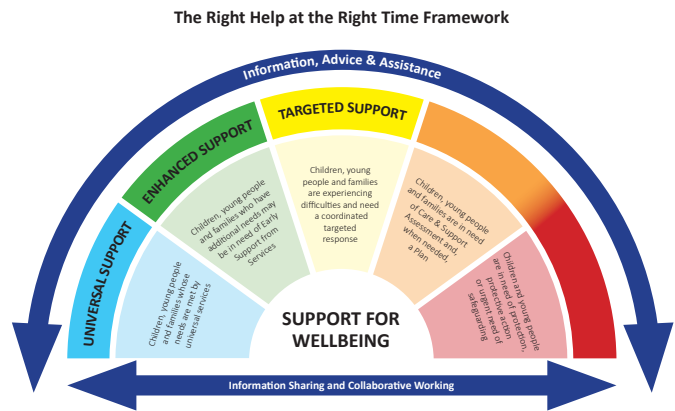 The Right Help at the Right Time Framework
Information, Advice & Assistance
UNIVERSAL SUPPORT
ENHANCED SUPPORT
TARGETED SUPPORT
Children, young people
and families whose
needs are met by
universal services
Children, young people
and families who have
additional needs may
be in need of Early
Support from
Services
Children, young
people and families
are experiencing
difficulties and need
a coordinated
targeted
response
Children, young people
and families are in need
of Care & Support
Assessment and,
when needed,
a Plan
Children and young people
are in need of protection,
protective action
or urgent need of
safeguarding
SUPPORT FOR
WELLBEING
Information Sharing and Collaborative Working